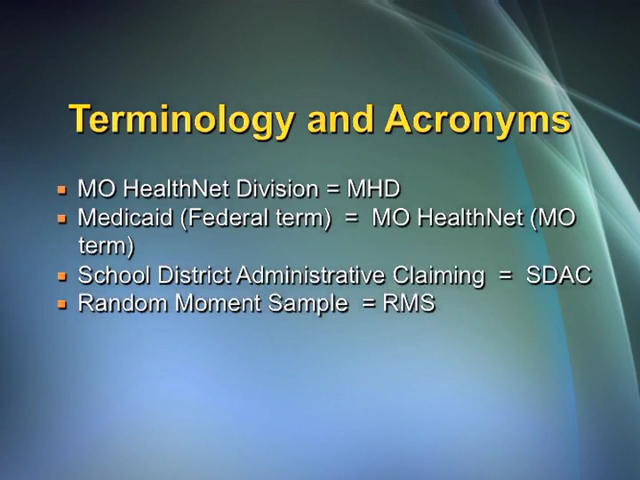 Terminology and Acronyms
MO HealthNet Division = MHD
Medicaid (Federal term) = MO HealthNet (MO
term)
School District Administrative Claiming = SDAC
Random Moment Sample = RMS